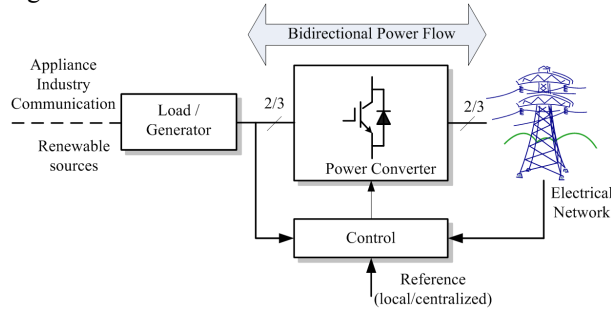 Bidirectional Power Flow
Appliance
Industry
Communication
Renewable
sources
Load /
Generator
2/3
Power Converter
2/3
Electrical
Network
Control
Reference
(local/centralized)